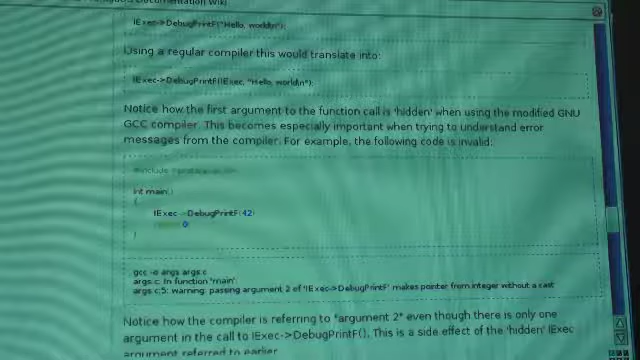 Documentation Wiki
IExec->DebugPrintF("Hello, world\n");
Using a regular compiler this would translate into:
IExec->DebugPrintF(IExec, "Hello, world\n");
Notice how the first argument to the function call is 'hidden' when using the modified GNU
GCC compiler. This becomes especially important when trying to understand error
messages from the compiler. For example, the following code is invalid:
#include
int main()
{
IExec->DebugPrintF(42)
0
}
gcc -o args args.c
args.c: In function 'main'
args.c:5: warning: passing argument 2 of 'IExec->DebugPrintF' makes pointer from integer without a cast
Notice how the compiler is referring to "argument 2" even though there is only one
argument in the call to IExec->DebugPrintF(). This is a side effect of the 'hidden' IExec
argument referred to earlier